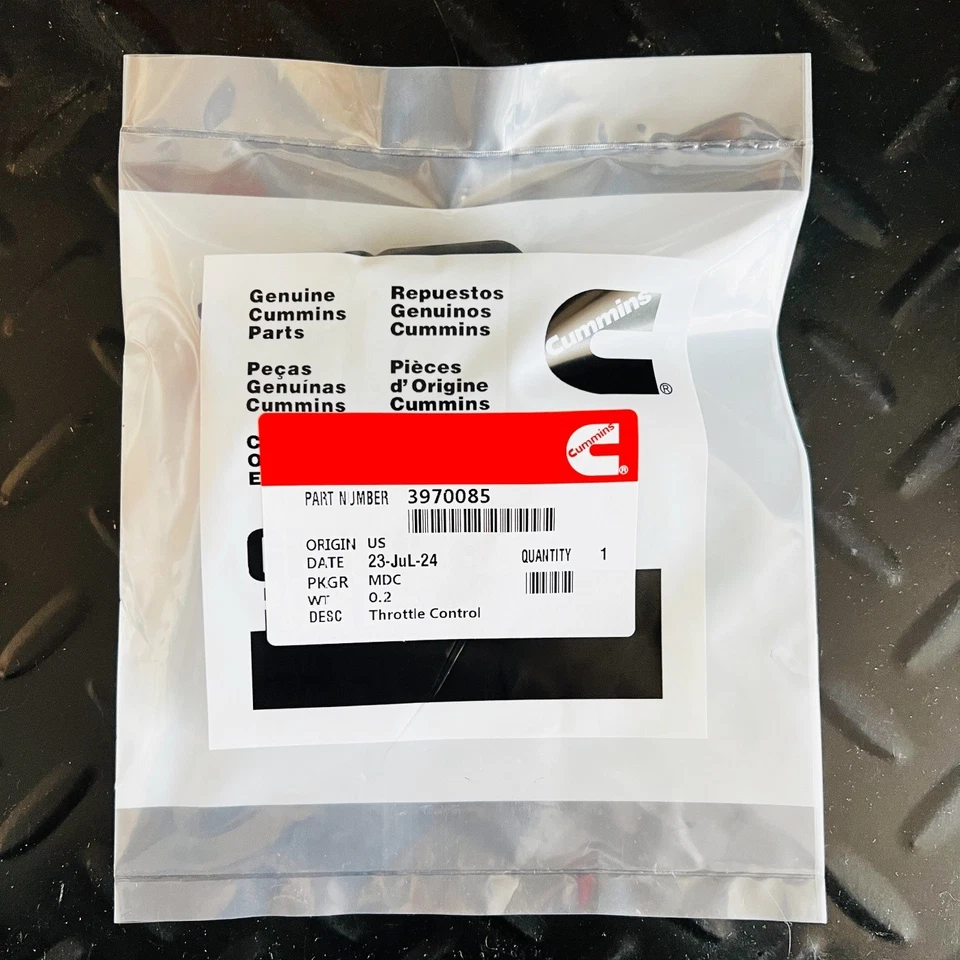 Genuine
Cummins
Parts
Repuestos
Genuinos
Cummins
Cummins
®
Peças
Genuínas
Cummins
Pièces
d'Origine
Cummins
C
O
E
Cummins
®
PART NUMBER 3970085
ORIGIN US
DATE 23-JuL-24
QUANTITY 1
PKGR MDC
WT 0.2
DESC Throttle Control